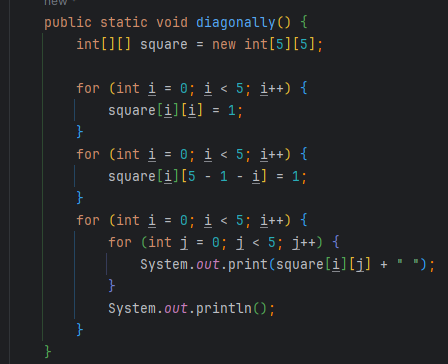 new
public static void diagonally() {
    int[][] square = new int[5][5];
    for (int i = 0; i < 5; i++) {
        square[i][i] = 1;
    }
    for (int i = 0; i < 5; i++) {
        square[i][5 - 1 - i] = 1;
    }
    for (int i = 0; i < 5; i++) {
        for (int j = 0; j < 5; j++) {
            System.out.print(square[i][j] + " ");
        }
        System.out.println();
    }
}